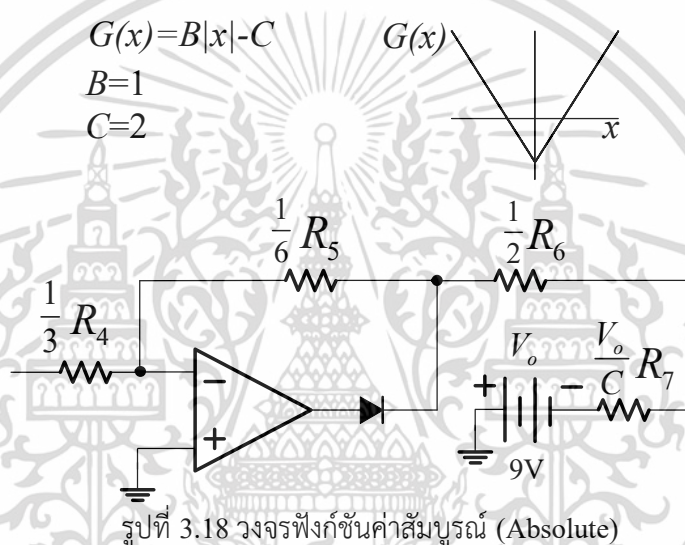 G(x)=B|x|-C
G(x)
B=1
C=2
x
1/6 R₅
1/2 R₆
1/3 R₄
Vₒ
Vₒ/C R₇
+ −
−
+
9V
รูปที่ 3.18 วงจรฟังก์ชันค่าสัมบูรณ์ (Absolute)